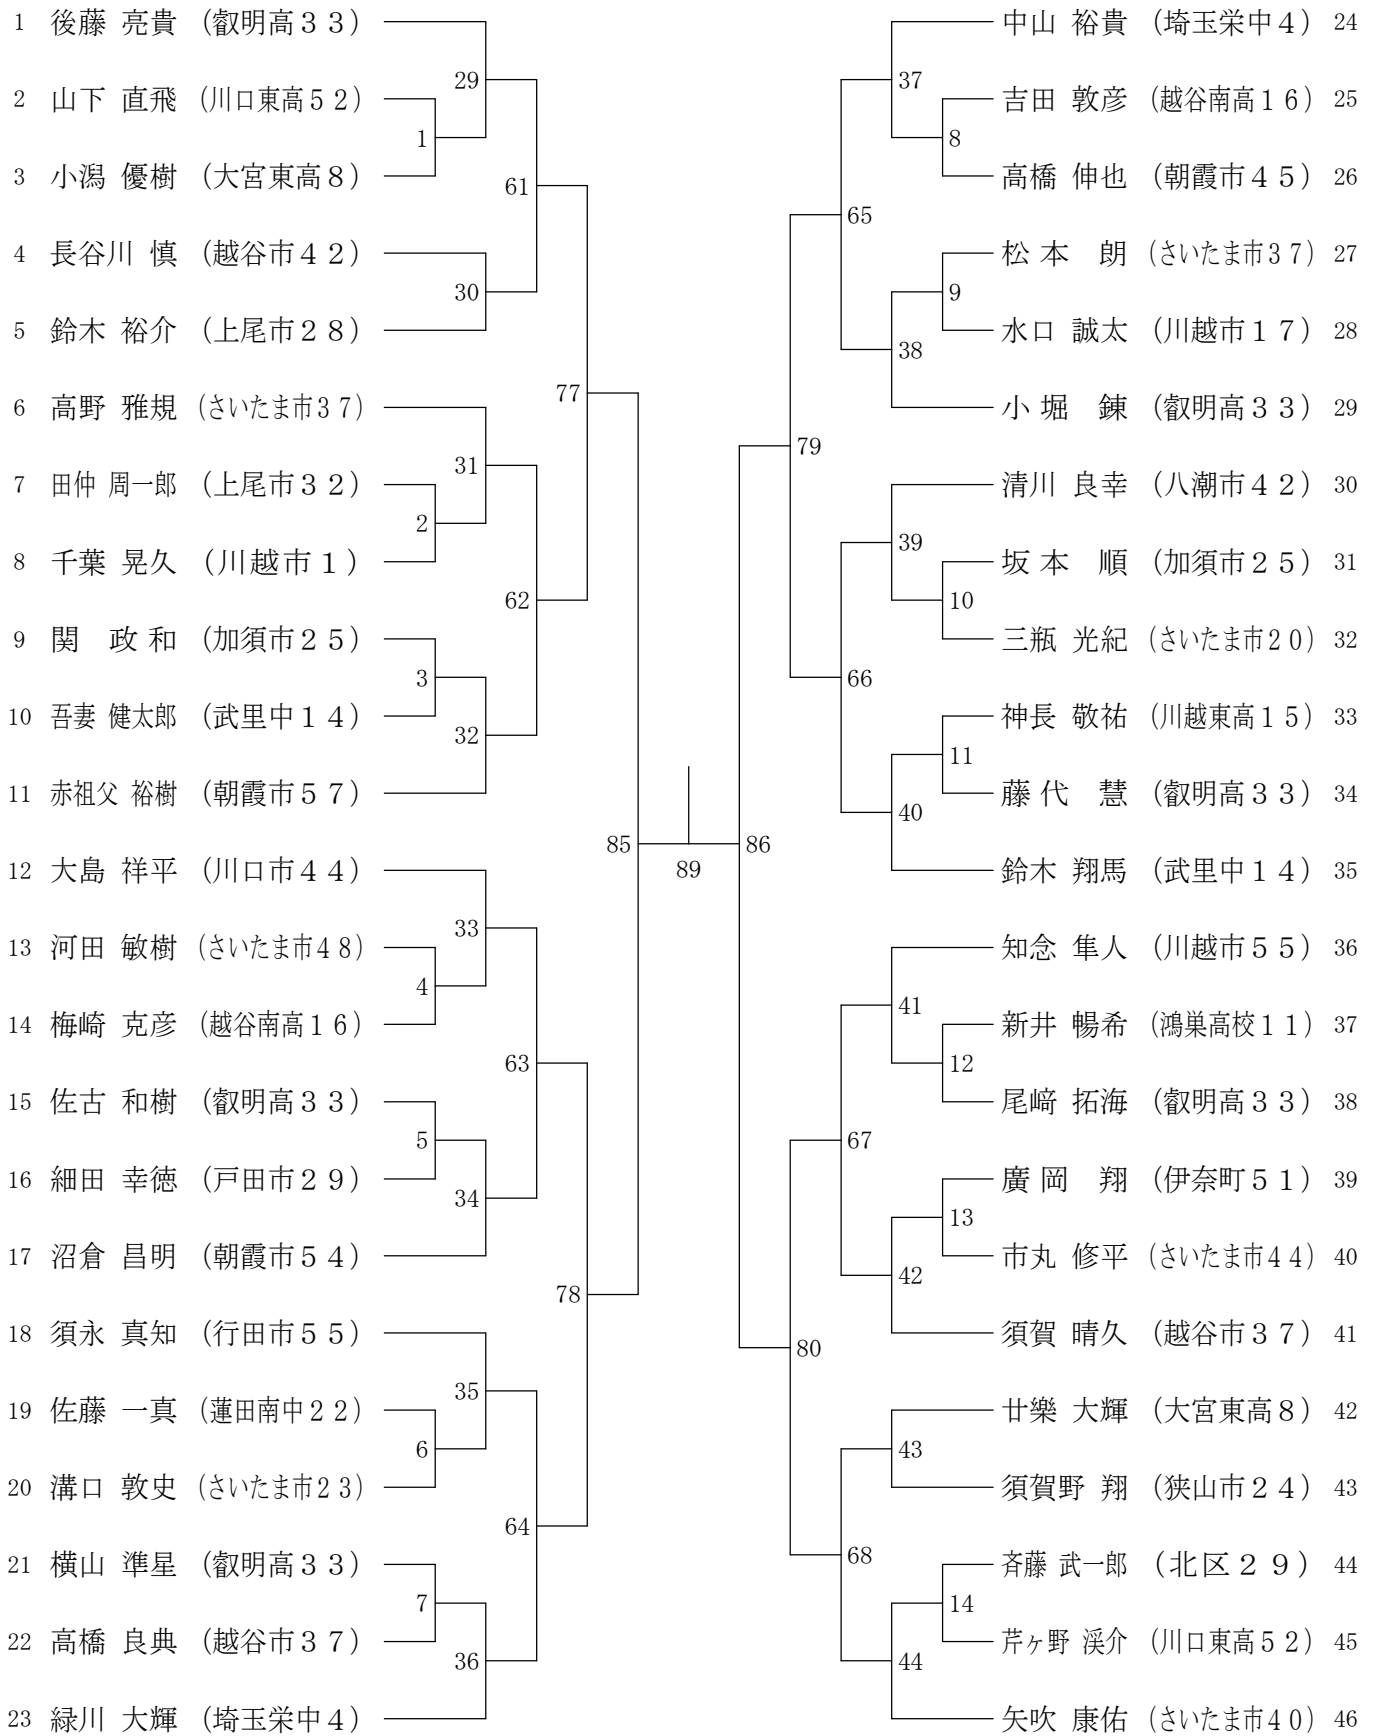 1 後藤 亮貴 (叡明高３３)
2 山下 直飛 (川口東高５２)
3 小潟 優樹 (大宮東高８)
4 長谷川 慎 (越谷市４２)
5 鈴木 裕介 (上尾市２８)
6 高野 雅規 (さいたま市３７)
7 田仲 周一郎 (上尾市３２)
8 千葉 晃久 (川越市１)
9 関 政和 (加須市２５)
10 吾妻 健太郎 (武里中１４)
11 赤祖父 裕樹 (朝霞市５７)
12 大島 祥平 (川口市４４)
13 河田 敏樹 (さいたま市４８)
14 梅崎 克彦 (越谷南高１６)
15 佐古 和樹 (叡明高３３)
16 細田 幸徳 (戸田市２９)
17 沼倉 昌明 (朝霞市５４)
18 須永 真知 (行田市５５)
19 佐藤 一真 (蓮田南中２２)
20 溝口 敦史 (さいたま市２３)
21 横山 準星 (叡明高３３)
22 高橋 良典 (越谷市３７)
23 緑川 大輝 (埼玉栄中４)
29
1
61
30
77
31
2
62
3
32
85
33
4
63
5
34
78
35
6
64
7
36
89
86
37
8
65
9
38
79
39
10
66
11
40
41
12
67
13
42
80
43
68
14
44
中山 裕貴 (埼玉栄中４) 24
吉田 敦彦 (越谷南高１６) 25
高橋 伸也 (朝霞市４５) 26
松本 朗 (さいたま市３７) 27
水口 誠太 (川越市１７) 28
小堀 錬 (叡明高３３) 29
清川 良幸 (八潮市４２) 30
坂本 順 (加須市２５) 31
三瓶 光紀 (さいたま市２０) 32
神長 敬祐 (川越東高１５) 33
藤代 慧 (叡明高３３) 34
鈴木 翔馬 (武里中１４) 35
知念 隼人 (川越市５５) 36
新井 暢希 (鴻巣高校１１) 37
尾﨑 拓海 (叡明高３３) 38
廣岡 翔 (伊奈町５１) 39
市丸 修平 (さいたま市４４) 40
須賀 晴久 (越谷市３７) 41
廿樂 大輝 (大宮東高８) 42
須賀野 翔 (狭山市２４) 43
斉藤 武一郎 (北区２９) 44
芹ヶ野 渓介 (川口東高５２) 45
矢吹 康佑 (さいたま市４０) 46